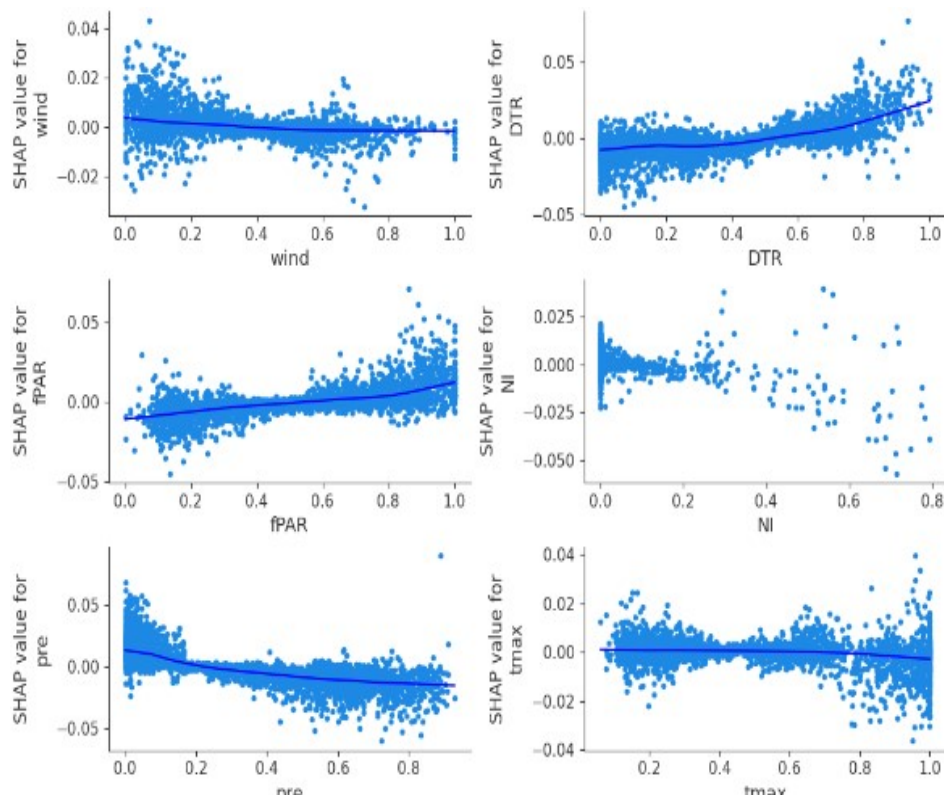 SHAP value for
wind
0.04
0.02
0.00
−0.02
0.0 0.2 0.4 0.6 0.8 1.0
wind
SHAP value for
DTR
0.05
0.00
−0.05
0.0 0.2 0.4 0.6 0.8 1.0
DTR
SHAP value for
fPAR
0.05
0.00
−0.05
0.0 0.2 0.4 0.6 0.8 1.0
fPAR
SHAP value for
NI
0.025
0.000
−0.025
−0.050
0.0 0.2 0.4 0.6 0.8
NI
SHAP value for
pre
0.05
0.00
−0.05
0.0 0.2 0.4 0.6 0.8
pre
SHAP value for
tmax
0.04
0.02
0.00
−0.02
−0.04
0.2 0.4 0.6 0.8 1.0
tmax